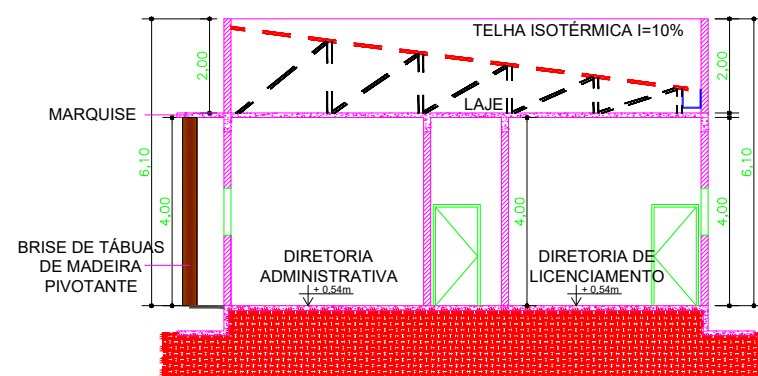 TELHA ISOTÉRMICA I=10%
2,00
2,00
LAJE
MARQUISE
6,10
4,00
4,00
4,00
6,10
BRISE DE TÁBUAS
DE MADEIRA
PIVOTANTE
DIRETORIA
ADMINISTRATIVA
+ 0,54m
DIRETORIA DE
LICENCIAMENTO
+ 0,54m